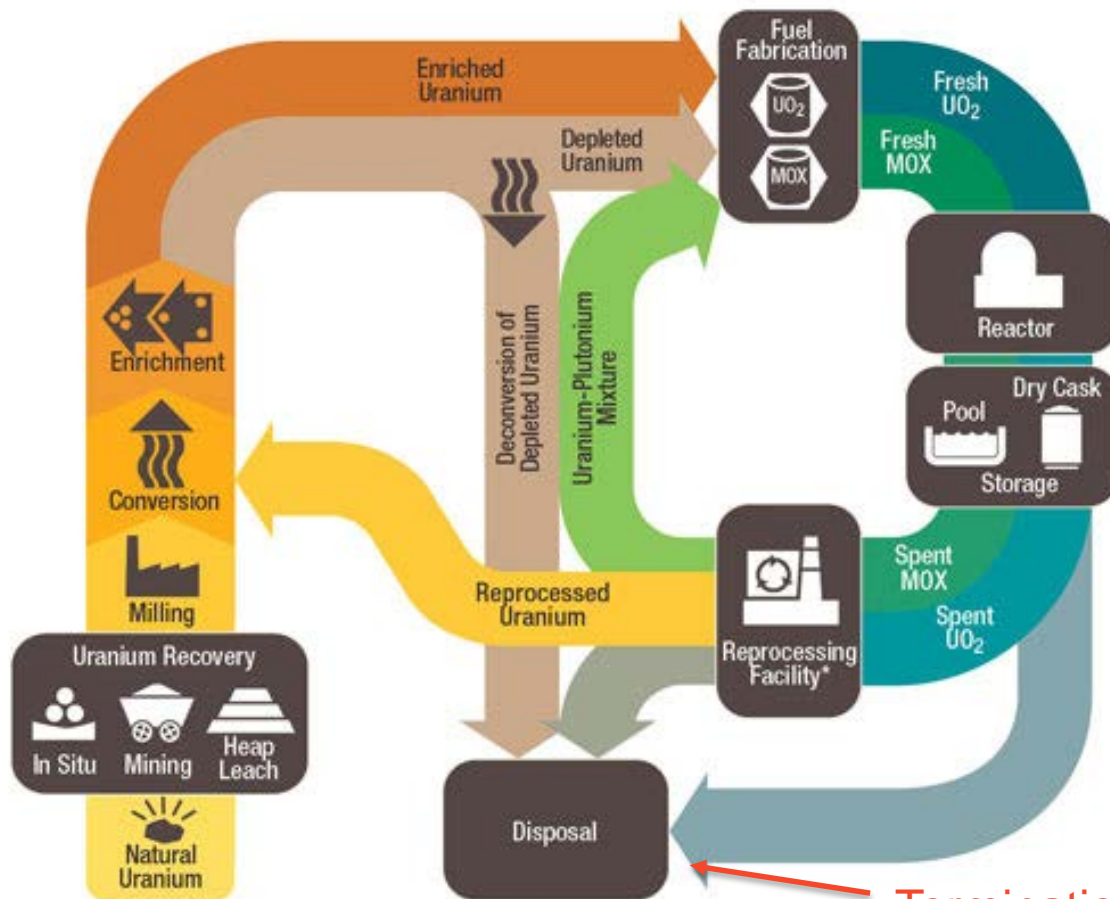 Fuel
Fabrication
UO2
MOX
Enriched
Uranium
Depleted
Uranium
Fresh
UO2
Fresh
MOX
Reactor
Enrichment
Deconversion of
Depleted Uranium
Uranium-Plutonium
Mixture
Dry Cask
Pool
Storage
Conversion
Milling
Reprocessed
Uranium
Spent
MOX
Spent
UO2
Reprocessing
Facility*
Uranium Recovery
In Situ
Mining
Heap
Leach
Disposal
Natural
Uranium